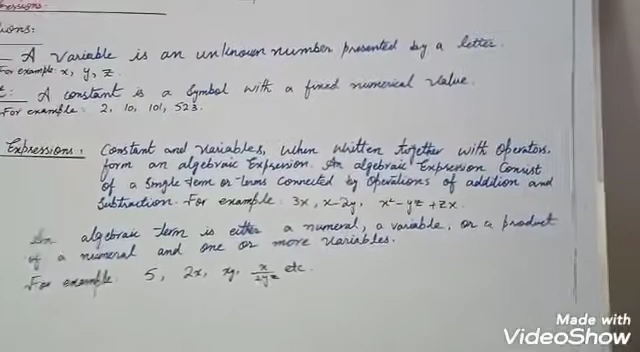 Expressions:
ions:
A variable is an unknown number presented by a letter.
For example: x, y, z.
t: A constant is a symbol with a fixed numerical value.
For example: 2, 10, 101, 523.
Expressions: Constant and variables, when written together with operators,
form an algebraic Expression. An algebraic Expression Consist
of a single term or terms connected by operations of addition and
subtraction. For example: 3x, x-2y, x²-yz+zx.
An algebraic term is either a numeral, a variable, or a product
of a numeral and one or more variables.
For example: 5, 2x, xy, x/2yz etc.
Made with
VideoShow